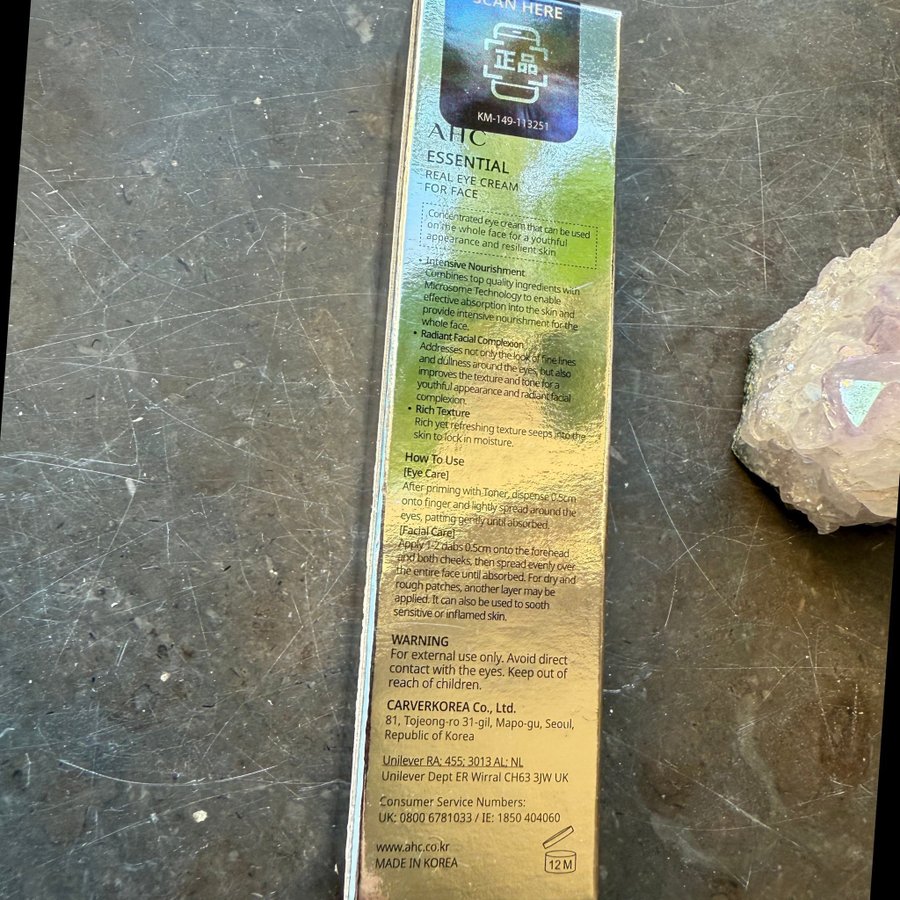 SCAN HERE
正品
KM-149-113251
AHC
ESSENTIAL
REAL EYE CREAM
FOR FACE
Concentrated eye cream that can be used
on the whole face for a youthful
appearance and resilient skin
• Intensive Nourishment
Combines top quality ingredients with
Microsome Technology to enable
effective absorption into the skin and
provide intensive nourishment for the
whole face.
• Radiant Facial Complexion
Addresses not only the look of fine lines
and dullness around the eyes, but also
improves the texture and tone for a
youthful appearance and radiant facial
complexion.
• Rich Texture
Rich yet refreshing texture seeps into the
skin to lock in moisture.
How To Use
[Eye Care]
After priming with Toner, dispense 0.5cm
onto finger and lightly spread around the
eyes, patting gently until absorbed.
[Facial Care]
Apply 1-2 dabs 0.5cm onto the forehead
and both cheeks, then spread evenly over
the entire face until absorbed. For dry and
rough patches, another layer may be
applied. It can also be used to sooth
sensitive or inflamed skin.
WARNING
For external use only. Avoid direct
contact with the eyes. Keep out of
reach of children.
CARVERKOREA Co., Ltd.
81, Tojeong-ro 31-gil, Mapo-gu, Seoul,
Republic of Korea
Unilever RA; 455; 3013 AL; NL
Unilever Dept ER Wirral CH63 3JW UK
Consumer Service Numbers:
UK: 0800 6781033 / IE: 1850 404060
www.ahc.co.kr
MADE IN KOREA
12 M